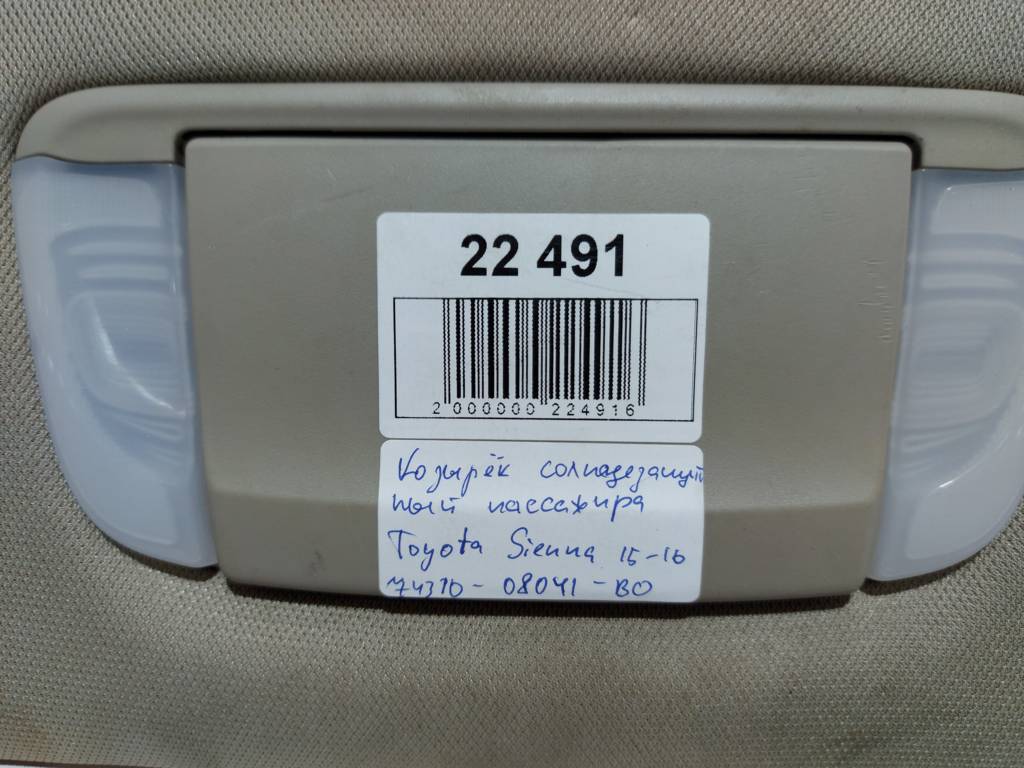 22 491
2 000000 224916
Козырёк солнцезащит
ный пассажира
Toyota Sienna 15-16
74310-08041-B0